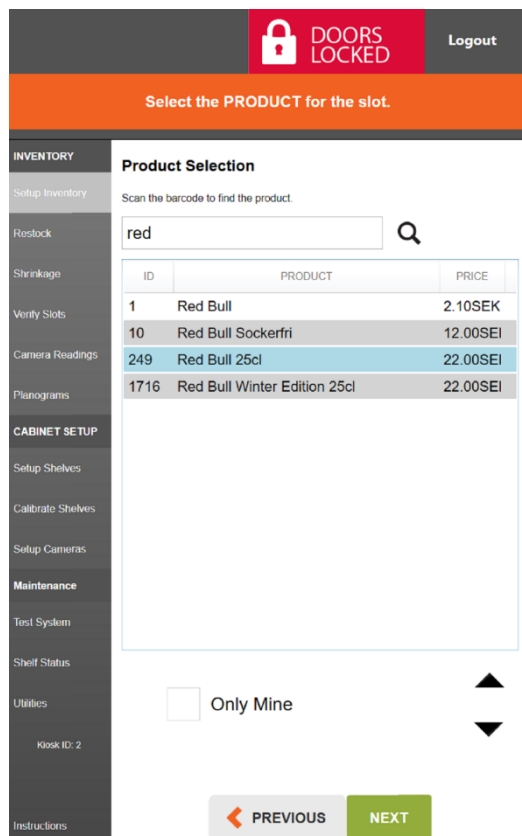 DOORS
LOCKED
Logout
Select the PRODUCT for the slot.
INVENTORY
Setup Inventory
Restock
Shrinkage
Verify Slots
Camera Readings
Planograms
CABINET SETUP
Setup Shelves
Calibrate Shelves
Setup Cameras
Maintenance
Test System
Shelf Status
Utilities
Kiosk ID: 2
Instructions
Product Selection
Scan the barcode to find the product.
red
ID PRODUCT PRICE
1 Red Bull 2.10SEK
10 Red Bull Sockerfri 12.00SEI
249 Red Bull 25cl 22.00SEI
1716 Red Bull Winter Edition 25cl 22.00SEI
Only Mine
PREVIOUS
NEXT